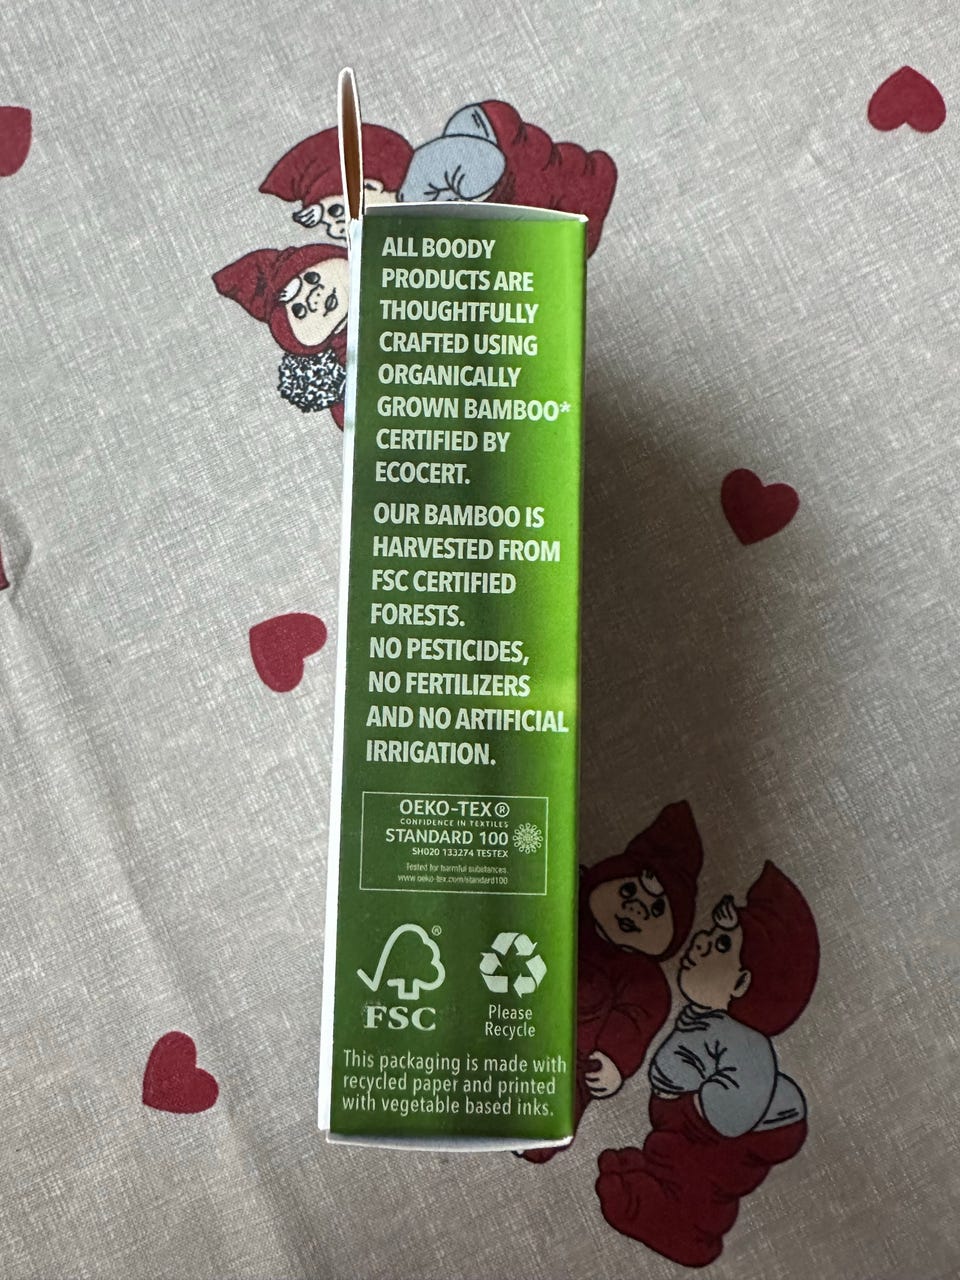 ALL BOODY
PRODUCTS ARE
THOUGHTFULLY
CRAFTED USING
ORGANICALLY
GROWN BAMBOO*
CERTIFIED BY
ECOCERT.
OUR BAMBOO IS
HARVESTED FROM
FSC CERTIFIED
FORESTS.
NO PESTICIDES,
NO FERTILIZERS
AND NO ARTIFICIAL
IRRIGATION.
OEKO-TEX®
CONFIDENCE IN TEXTILES
STANDARD 100
SH020 133274 TESTEX
Tested for harmful substances.
www.oeko-tex.com/standard100
®
FSC
Please
Recycle
This packaging is made with
recycled paper and printed
with vegetable based inks.